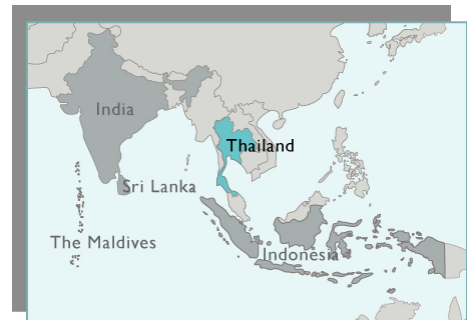 India
Thailand
Sri Lanka
The Maldives
Indonesia